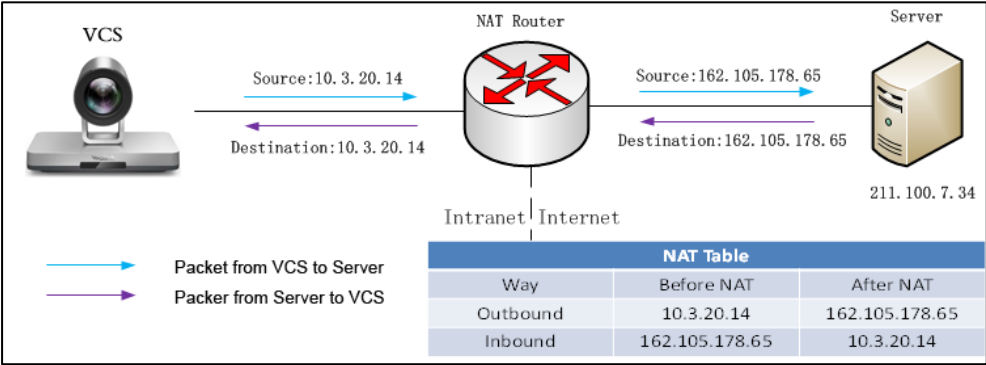 VCS
NAT Router
Server
Source:10.3.20.14
Source:162.105.178.65
Destination:10.3.20.14
Destination:162.105.178.65
211.100.7.34
Intranet Internet
Packet from VCS to Server
Packer from Server to VCS
NAT Table
Way Before NAT After NAT
Outbound 10.3.20.14 162.105.178.65
Inbound 162.105.178.65 10.3.20.14